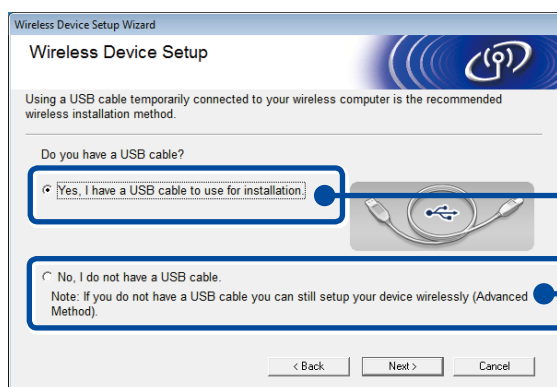 Wireless Device Setup Wizard
Wireless Device Setup
Using a USB cable temporarily connected to your wireless computer is the recommended
wireless installation method.
Do you have a USB cable?
Yes, I have a USB cable to use for installation.
No, I do not have a USB cable.
Note: If you do not have a USB cable you can still setup your device wirelessly (Advanced
Method).
< Back
Next >
Cancel